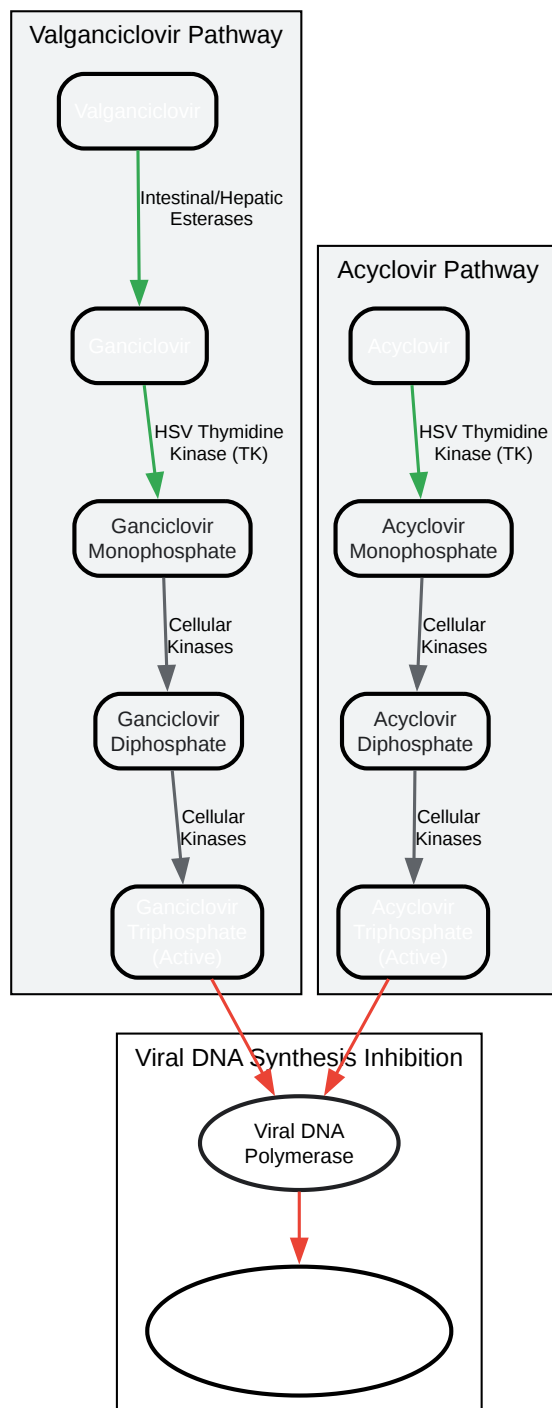 Valganciclovir Pathway
Valganciclovir
Intestinal/Hepatic
Esterases
Ganciclovir
HSV Thymidine
Kinase (TK)
Ganciclovir
Monophosphate
Cellular
Kinases
Ganciclovir
Diphosphate
Cellular
Kinases
Ganciclovir
Triphosphate
(Active)
Acyclovir Pathway
Acyclovir
HSV Thymidine
Kinase (TK)
Acyclovir
Monophosphate
Cellular
Kinases
Acyclovir
Diphosphate
Cellular
Kinases
Acyclovir
Triphosphate
(Active)
Viral DNA Synthesis Inhibition
Viral DNA
Polymerase